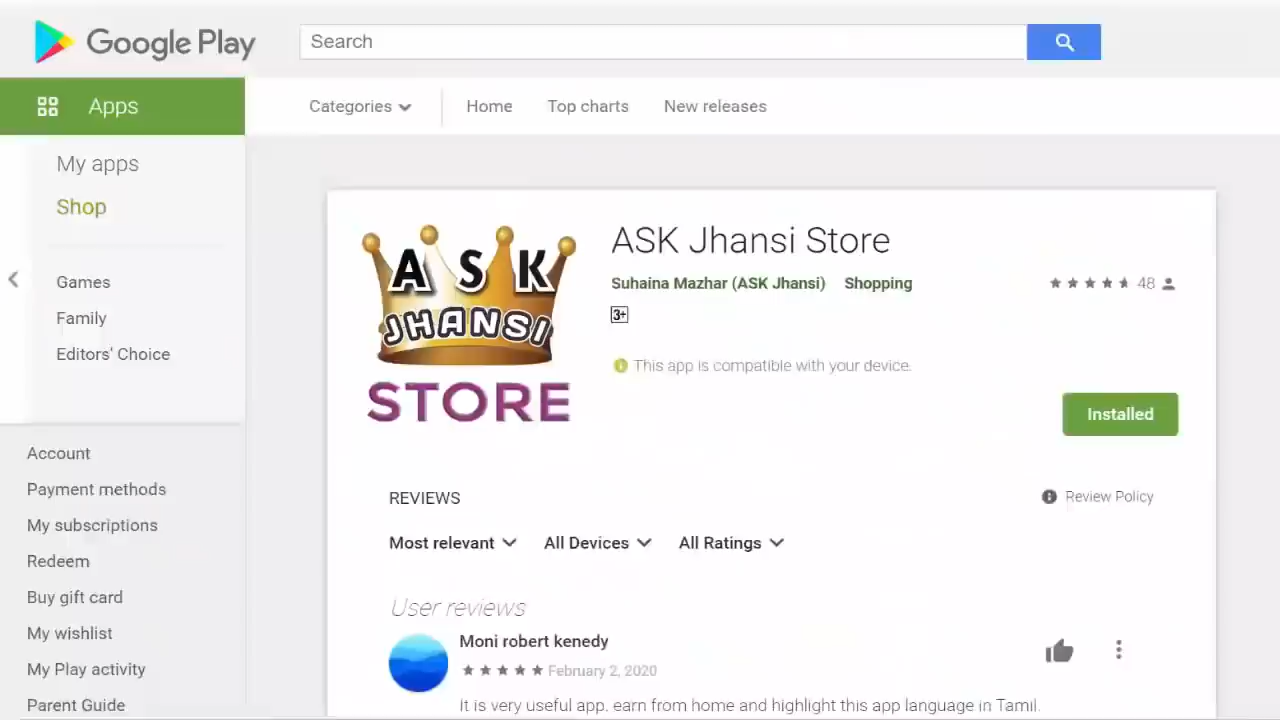 Google Play
Search
Apps
Categories
Home
Top charts
New releases
My apps
Shop
Games
Family
Editors' Choice
Account
Payment methods
My subscriptions
Redeem
Buy gift card
My wishlist
My Play activity
Parent Guide
ASK
JHANSI
STORE
ASK Jhansi Store
Suhaina Mazhar (ASK Jhansi) Shopping
48
3+
This app is compatible with your device.
Installed
REVIEWS
Review Policy
Most relevant
All Devices
All Ratings
User reviews
Moni robert kenedy
February 2, 2020
It is very useful app. earn from home and highlight this app language in Tamil.